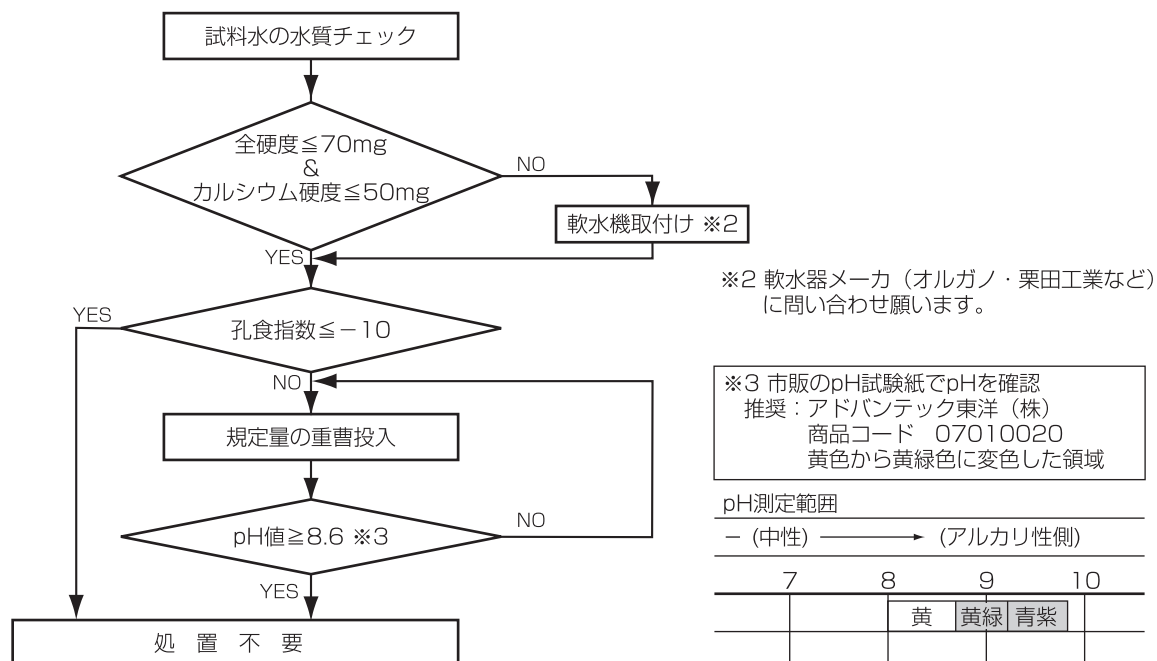 試料水の水質チェック
全硬度≦70mg
&
カルシウム硬度≦50mg
NO
軟水機取付け ※2
YES
※2 軟水器メーカ（オルガノ・栗田工業など）
に問い合わせ願います。
YES
孔食指数≦－10
NO
※3 市販のpH試験紙でpHを確認
推奨：アドバンテック東洋（株）
商品コード　07010020
黄色から黄緑色に変色した領域
規定量の重曹投入
pH測定範囲
pH値≧8.6 ※3
NO
− (中性) (アルカリ性側)
YES
7 8 9 10
黄 黄緑 青紫
処 置 不 要